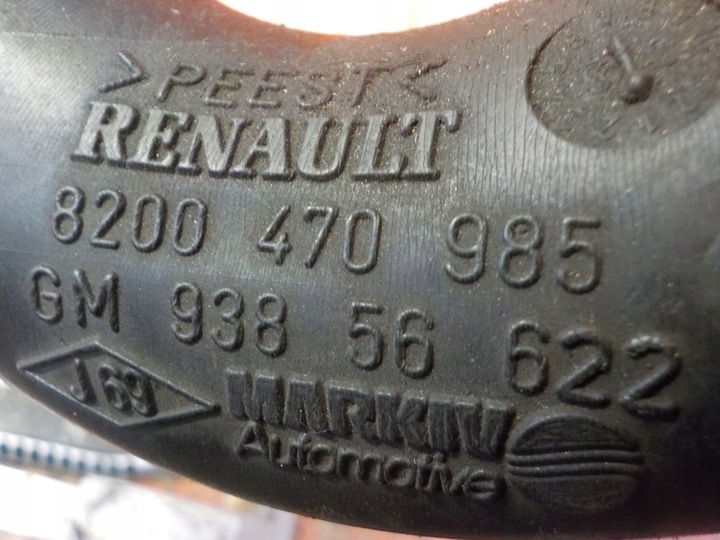 >PEEST<
RENAULT
8200 470 985
GM 938 56 622
J69 MARKIV
Automotive